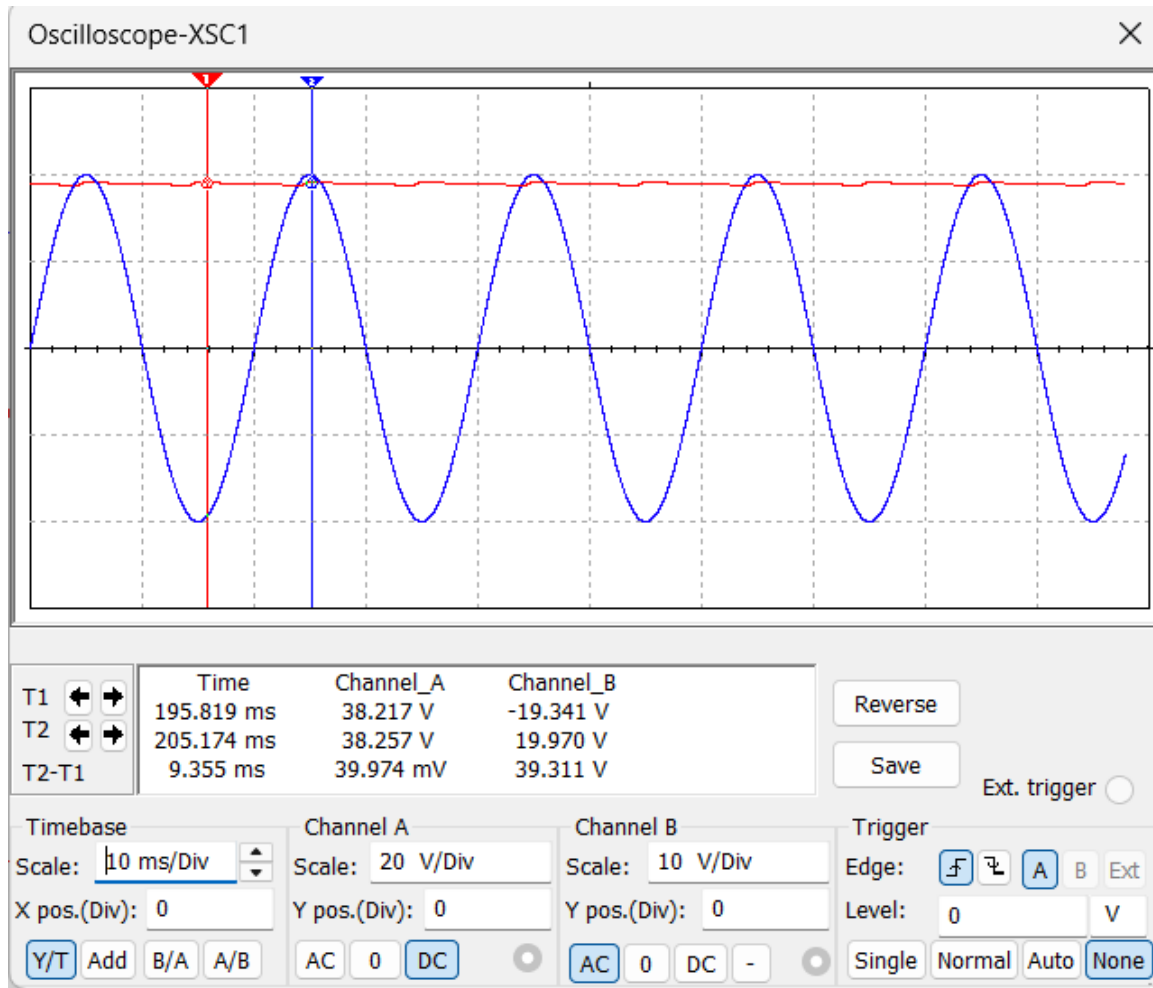 Oscilloscope-XSC1
1 2
Time Channel_A Channel_B
T1 195.819 ms 38.217 V -19.341 V
T2 205.174 ms 38.257 V 19.970 V
T2-T1 9.355 ms 39.974 mV 39.311 V
Reverse
Save
Ext. trigger
Timebase
Scale: 10 ms/Div
X pos.(Div): 0
Y/T Add B/A A/B
Channel A
Scale: 20 V/Div
Y pos.(Div): 0
AC 0 DC
Channel B
Scale: 10 V/Div
Y pos.(Div): 0
AC 0 DC -
Trigger
Edge: A B Ext
Level: 0 V
Single Normal Auto None